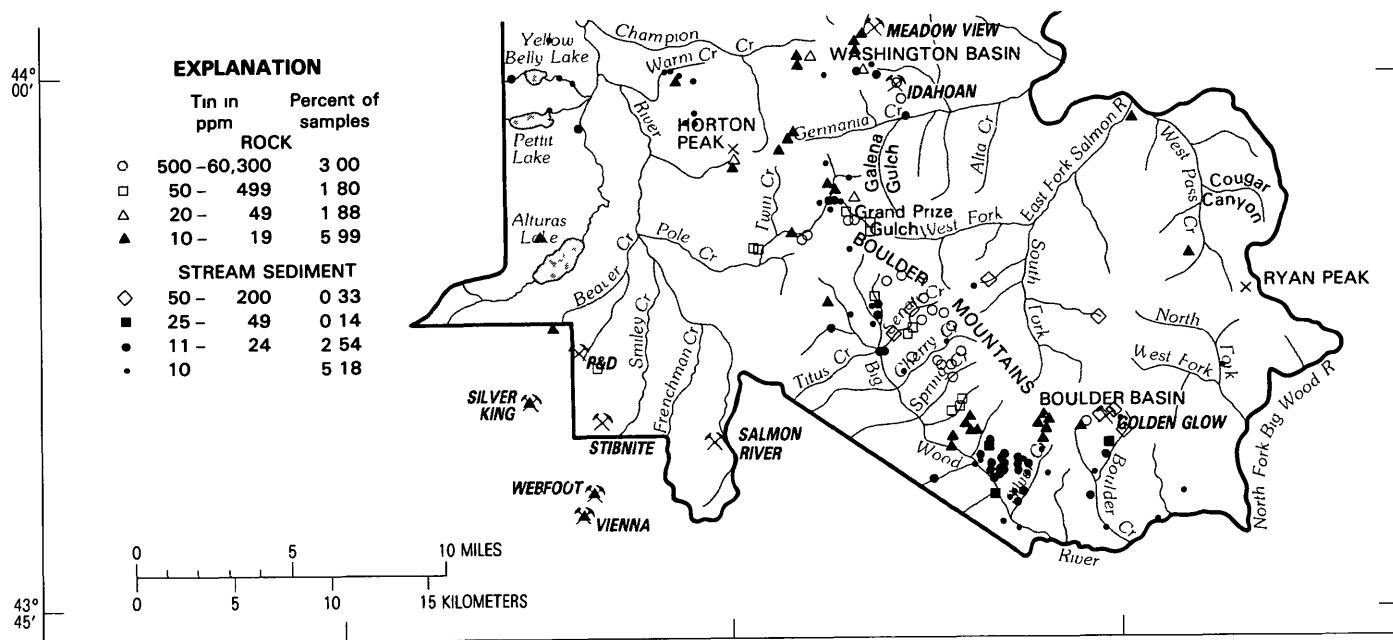 EXPLANATION
Tin in ppm
Percent of samples
ROCK
500 - 60,300 3 00
50 - 499 1 80
20 - 49 1 88
10 - 19 5 99
STREAM SEDIMENT
50 - 200 0 33
25 - 49 0 14
11 - 24 2 54
10 5 18
44° 00'
43° 45'
Yellow Belly Lake
Champion Cr
Warm Cr
MEADOW VIEW
WASHINGTON BASIN
IDAHOAN
Pettit Lake
River
HORTON PEAK
Germania Cr
Galena Gulch
Alta Cr
East Fork Salmon R
West Pass Cr
Cougar Canyon
Twin Cr
Grand Prize Gulch
West Fork
Alturas Lake
Cr
Pole Cr
BOULDER MOUNTAINS
South Fork
RYAN PEAK
Beaver
Smiley Cr
Frenchman Cr
Senate Cr
Cherry Cr
Spring Cr
Titus Cr
Big
North Fork
West Fork
P&D
SILVER KING
STIBNITE
SALMON RIVER
BOULDER BASIN
GOLDEN GLOW
Wood
Boulder Cr
River
North Fork Big Wood R
WEBFOOT
VIENNA
0 5 10 MILES
0 5 10 15 KILOMETERS